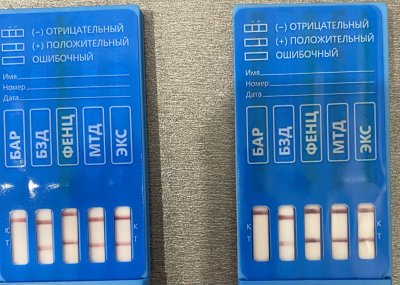 (−) ОТРИЦАТЕЛЬНЫЙ
(+) ПОЛОЖИТЕЛЬНЫЙ
ОШИБОЧНЫЙ
Имя
Номер
Дата
БАР
БЗД
ФЕНЦ
МТД
ЭКС
К К
Т Т
(−) ОТРИЦАТЕЛЬНЫЙ
(+) ПОЛОЖИТЕЛЬНЫЙ
ОШИБОЧНЫЙ
Имя
Номер
Дата
БАР
БЗД
ФЕНЦ
МТД
ЭКС
К К
Т Т